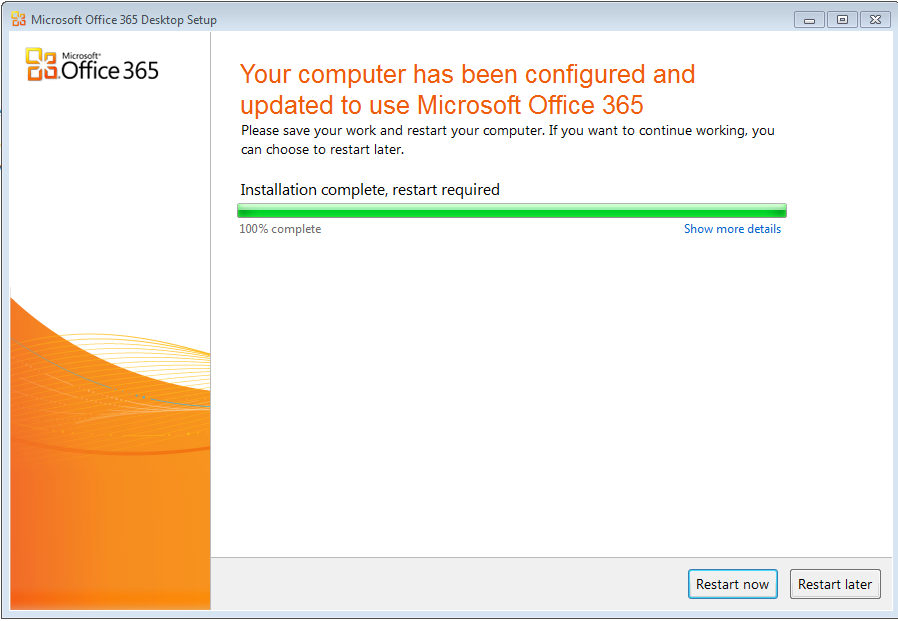 Microsoft Office 365 Desktop Setup
Microsoft®
Office 365
Your computer has been configured and
updated to use Microsoft Office 365
Please save your work and restart your computer. If you want to continue working, you
can choose to restart later.
Installation complete, restart required
100% complete
Show more details
Restart now
Restart later